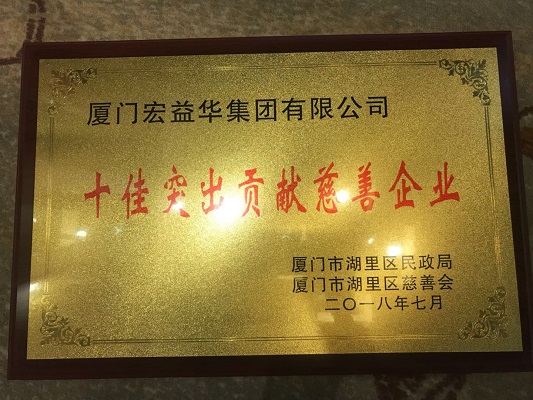 厦门宏益华集团有限公司
十佳突出贡献慈善企业
厦门市湖里区民政局
厦门市湖里区慈善会
二〇一八年七月